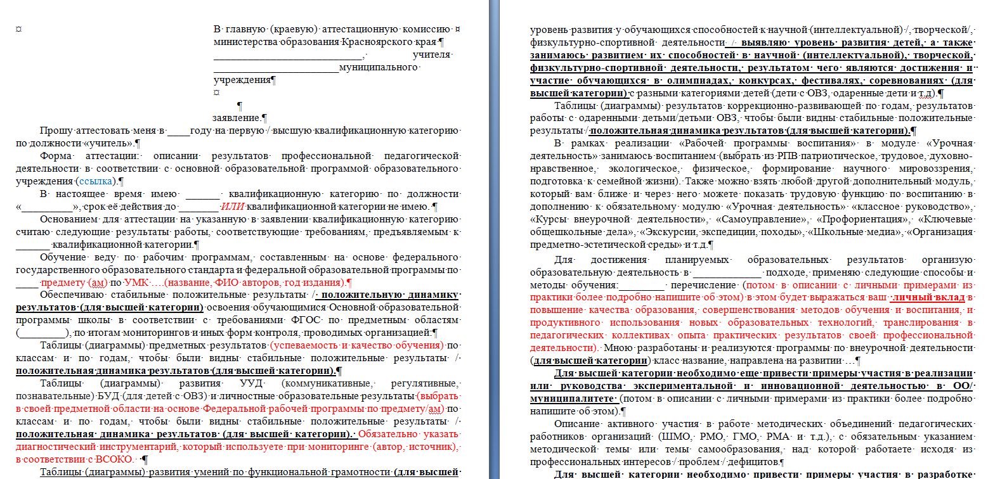 В главную (краевую) аттестационную комиссию
министерства образования Красноярского края
__________________________, учителя
______________________муниципального
учреждения
заявление.
Прошу аттестовать меня в ____году на первую / высшую квалификационную категорию
по должности «учитель».
Форма аттестации: описании результатов профессиональной педагогической
деятельности в соответствии с основной образовательной программой образовательного
учреждения (ссылка).
В настоящее время имею ______ квалификационную категорию по должности
«_________», срок её действия до _______ ИЛИ квалификационной категории не имею.
Основанием для аттестации на указанную в заявлении квалификационную категорию
считаю следующие результаты работы, соответствующие требованиям, предъявляемым к
______ квалификационной категории.
Обучение веду по рабочим программам, составленным на основе федерального
государственного образовательного стандарта и федеральной образовательной программы по
____ предмету (ам) по УМК ….(название, ФИО авторов, год издания).
Обеспечиваю стабильные положительные результаты / положительную динамику
результатов (для высшей категории) освоения обучающимися Основной образовательной
программы школы в соответствии с требованиями ФГОС по предметным областям
(________), по итогам мониторингов и иных форм контроля, проводимых организацией:
Таблицы (диаграммы) предметных результатов (успеваемость и качество обучения) по
классам и по годам, чтобы были видны стабильные положительные результаты /
положительная динамика результатов (для высшей категории).
Таблицы (диаграммы) развития УУД (коммуникативные, регулятивные,
познавательные) БУД (для детей с ОВЗ) и личностные образовательные результаты (выбрать
в своей предметной области на основе Федеральной рабочей программы по предмету/ам) по
классам и по годам, чтобы были видны стабильные положительные результаты /
положительная динамика результатов (для высшей категории). Обязательно указать
диагностический инструментарий, который используете при мониторинге (автор, источник),
в соответствии с ВСОКО.
Таблицы (диаграммы) развития умений по функциональной грамотности (для высшей
уровень развития у обучающихся способностей к научной (интеллектуальной) /, творческой/,
физкультурно-спортивной деятельности / выявляю уровень развития детей, а также
занимаюсь развитием их способностей в научной (интеллектуальной), творческой,
физкультурно-спортивной деятельности, результатом чего являются достижения и
участие обучающихся в олимпиадах, конкурсах, фестивалях, соревнованиях (для
высшей категории) с разными категориями детей (дети с ОВЗ, одаренные дети и т.д).
Таблицы (диаграммы) результатов коррекционно-развивающей по годам, результатов
работы с одаренными детьми/детьми ОВЗ, чтобы были видны стабильные положительные
результаты / положительная динамика результатов (для высшей категории).
В рамках реализации «Рабочей программы воспитания» в модуле «Урочная
деятельность» занимаюсь воспитанием (выбрать из РПВ патриотическое, трудовое, духовно-
нравственное, экологическое, физическое, формирование научного мировоззрения,
подготовка к семейной жизни). Также можно взять любой другой дополнительный модуль,
который вам ближе и через него можете показать трудовую функцию по воспитанию в
дополнению к обязательному модулю «Урочная деятельность» «классное руководство»,
«Курсы внеурочной деятельности», «Самоуправление», «Профориентация», «Ключевые
общешкольные дела», «Экскурсии, экспедиции, походы», «Школьные медиа», «Организация
предметно-эстетической среды» и т.д.
Для достижения планируемых образовательных результатов организую
образовательную деятельность в ____________ подходе, применяю следующие способы и
методы обучения:________ перечисление (потом в описании с личными примерами из
практики более подробно напишите об этом) в этом будет выражаться ваш личный вклад в
повышение качества образования, совершенствования методов обучения и воспитания, и
продуктивного использования новых образовательных технологий, транслирования в
педагогических коллективах опыта практических результатов своей профессиональной
деятельности). Мною разработаны и реализуются программы по внеурочной деятельности
(для высшей категории) класс название, направлена на развитии …
Для высшей категории необходимо еще привести примеры участия в реализации
или руководства экспериментальной и инновационной деятельностью в ОО/
муниципалитете (потом в описании с личными примерами из практики более подробно
напишите об этом).
Описание активного участия в работе методических объединений педагогических
работников организаций (ШМО, РМО, ГМО, РМА и т.д.), с обязательным указанием
методической темы или темы самообразования, над которой работаете исходя из
профессиональных интересов / проблем / дефицитов.
Для высшей категории необходимо привести примеры участия в разработке